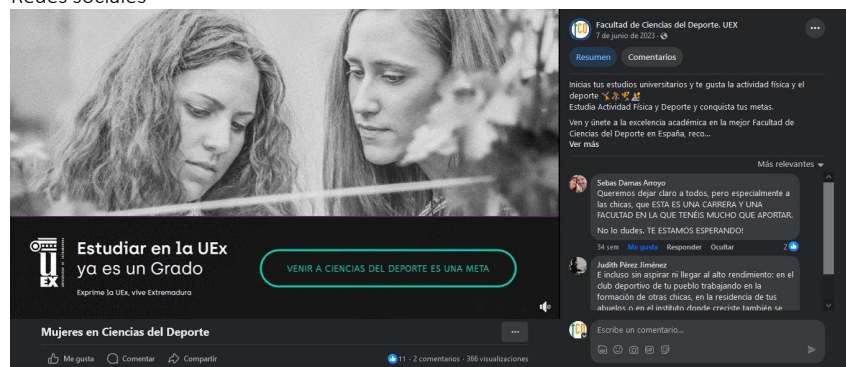 Redes sociales
Estudiar en la UEx
ya es un Grado
Exprime la UEx, vive Extremadura
UEX
VENIR A CIENCIAS DEL DEPORTE ES UNA META
Mujeres en Ciencias del Deporte
Me gusta Comentar Compartir
11 · 2 comentarios · 366 visualizaciones
Facultad de Ciencias del Deporte. UEX
7 de junio de 2023 ·
Resumen Comentarios
Inicias tus estudios universitarios y te gusta la actividad física y el
deporte
Estudia Actividad Física y Deporte y conquista tus metas.
Ven y únete a la excelencia académica en la mejor Facultad de
Ciencias del Deporte en España, reco...
Ver más
Más relevantes
Sebas Damas Arroyo
Queremos dejar claro a todos, pero especialmente a
las chicas, que ESTA ES UNA CARRERA Y UNA
FACULTAD EN LA QUE TENÉIS MUCHO QUE APORTAR.
No lo dudes. TE ESTAMOS ESPERANDO!
34 sem Me gusta Responder Ocultar 2
Judith Pérez Jiménez
E incluso sin aspirar ni llegar al alto rendimiento: en el
club deportivo de tu pueblo trabajando en la
formación de otras chicas, en la residencia de tus
abuelos o en el instituto donde creciste también se
Escribe un comentario...